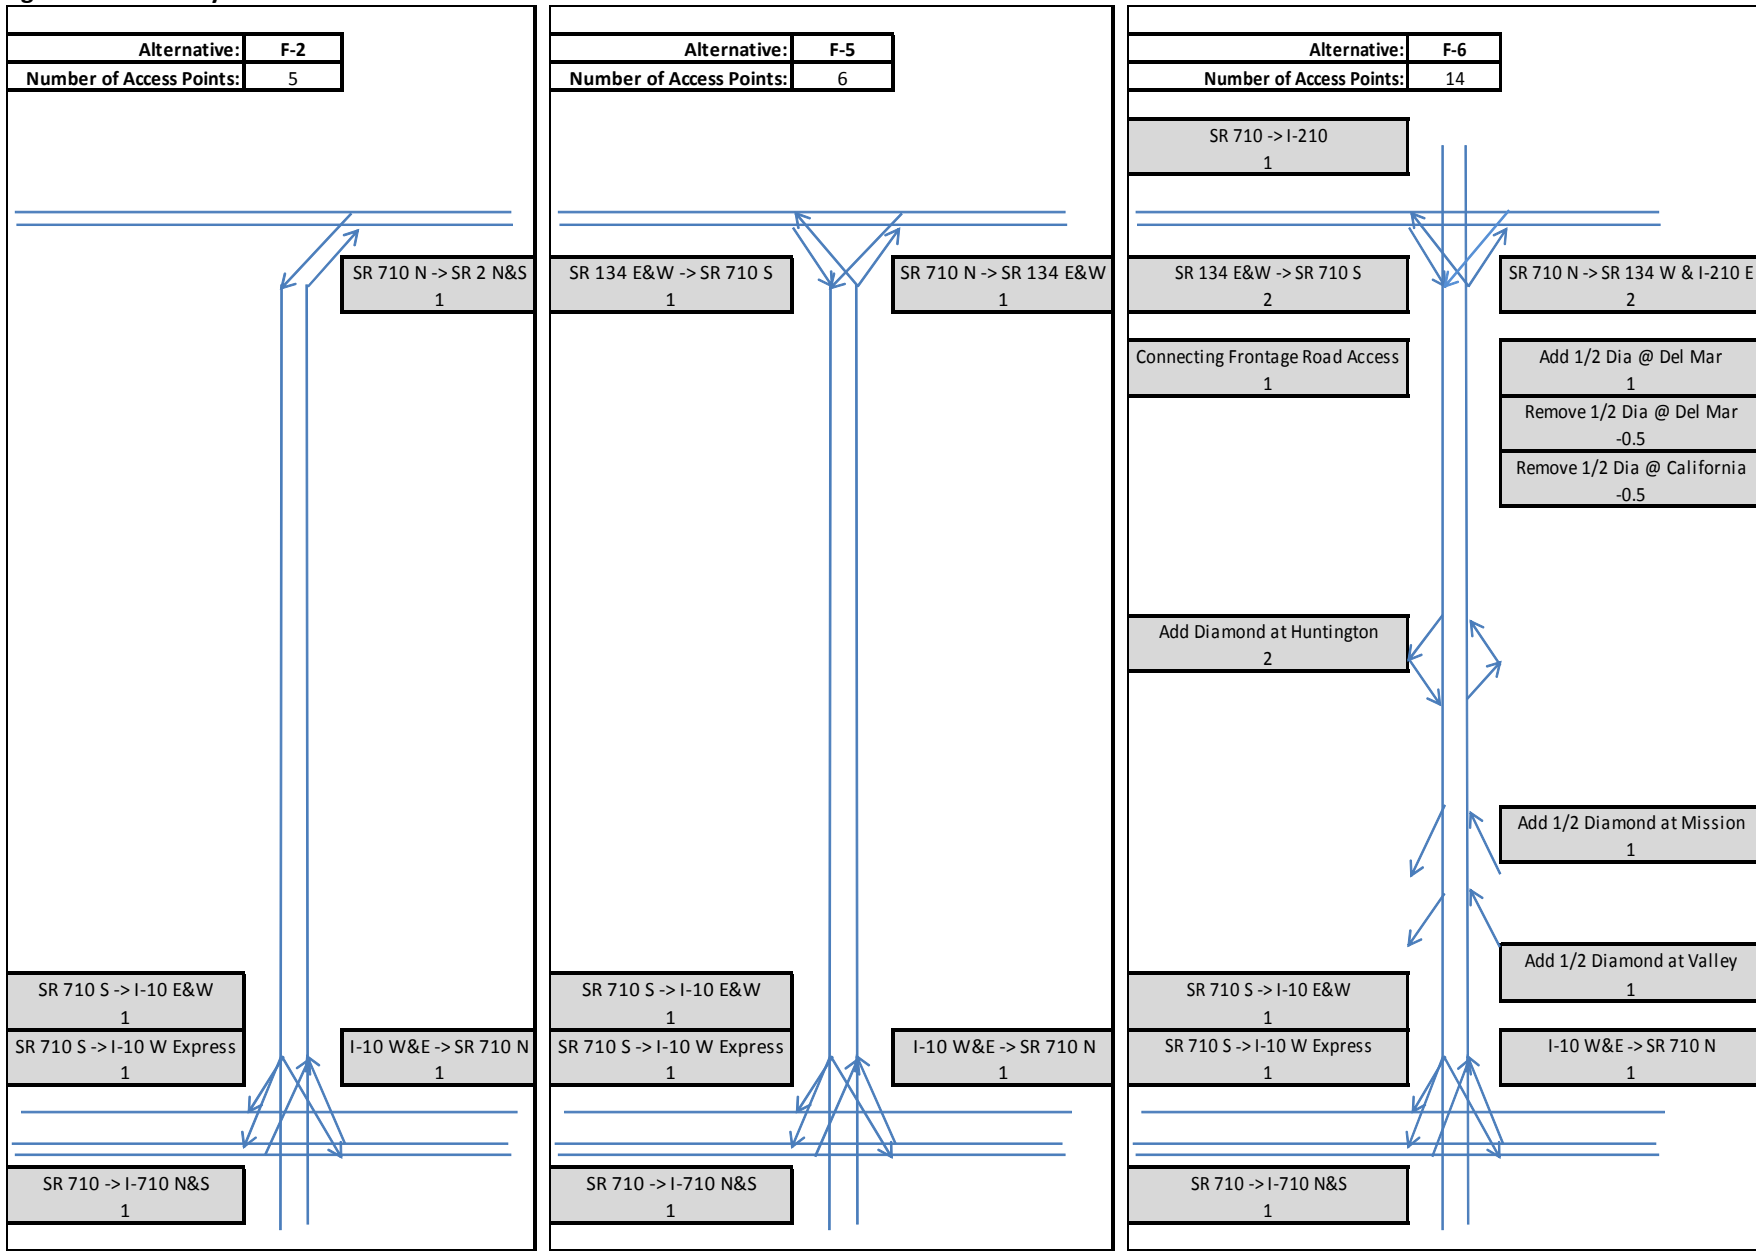 Alternative: F-2
Number of Access Points: 5
SR 710 N -> SR 2 N&S
1
SR 710 S -> I-10 E&W
1
SR 710 S -> I-10 W Express
1
I-10 W&E -> SR 710 N
1
SR 710 -> I-710 N&S
1
Alternative: F-5
Number of Access Points: 6
SR 134 E&W -> SR 710 S
1
SR 710 N -> SR 134 E&W
1
SR 710 S -> I-10 E&W
1
SR 710 S -> I-10 W Express
1
I-10 W&E -> SR 710 N
1
SR 710 -> I-710 N&S
1
Alternative: F-6
Number of Access Points: 14
SR 710 -> I-210
1
SR 134 E&W -> SR 710 S
2
SR 710 N -> SR 134 W & I-210 E
2
Connecting Frontage Road Access
1
Add 1/2 Dia @ Del Mar
1
Remove 1/2 Dia @ Del Mar
-0.5
Remove 1/2 Dia @ California
-0.5
Add Diamond at Huntington
2
Add 1/2 Diamond at Mission
1
Add 1/2 Diamond at Valley
1
SR 710 S -> I-10 E&W
1
SR 710 S -> I-10 W Express
1
I-10 W&E -> SR 710 N
1
SR 710 -> I-710 N&S
1